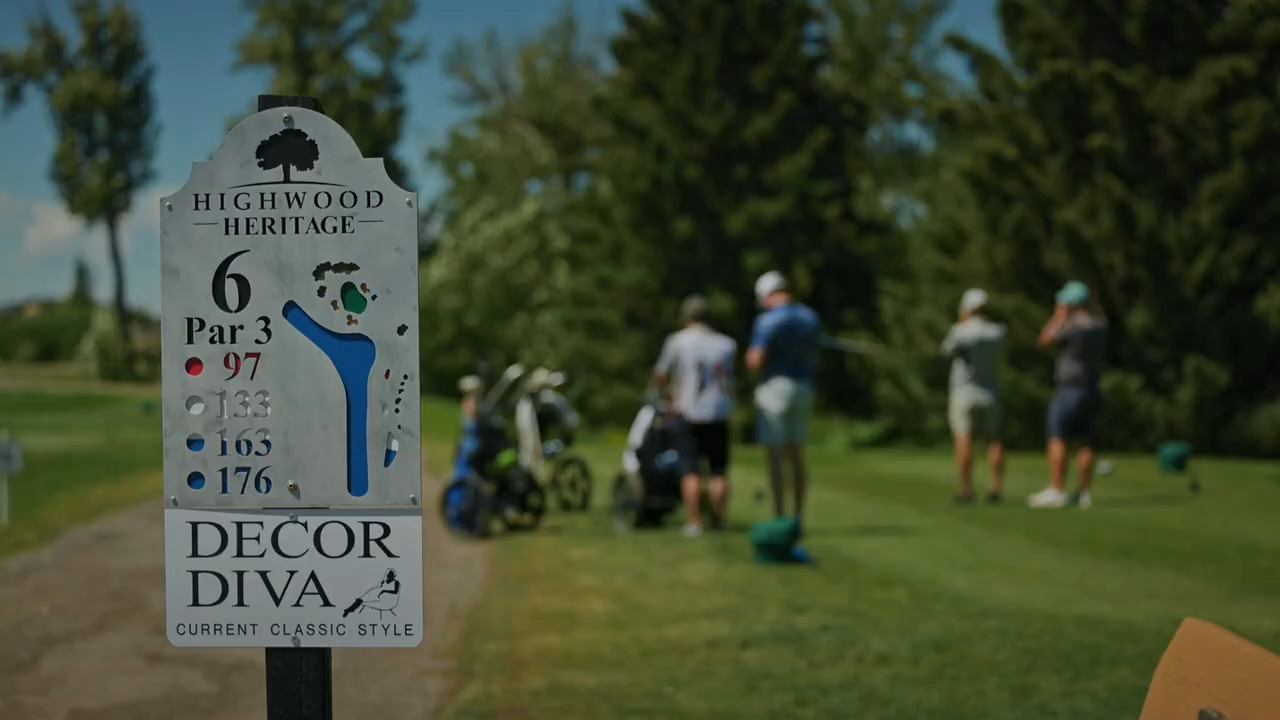 HIGHWOOD
HERITAGE
6
Par 3
97
133
163
176
DECOR
DIVA
CURRENT CLASSIC STYLE